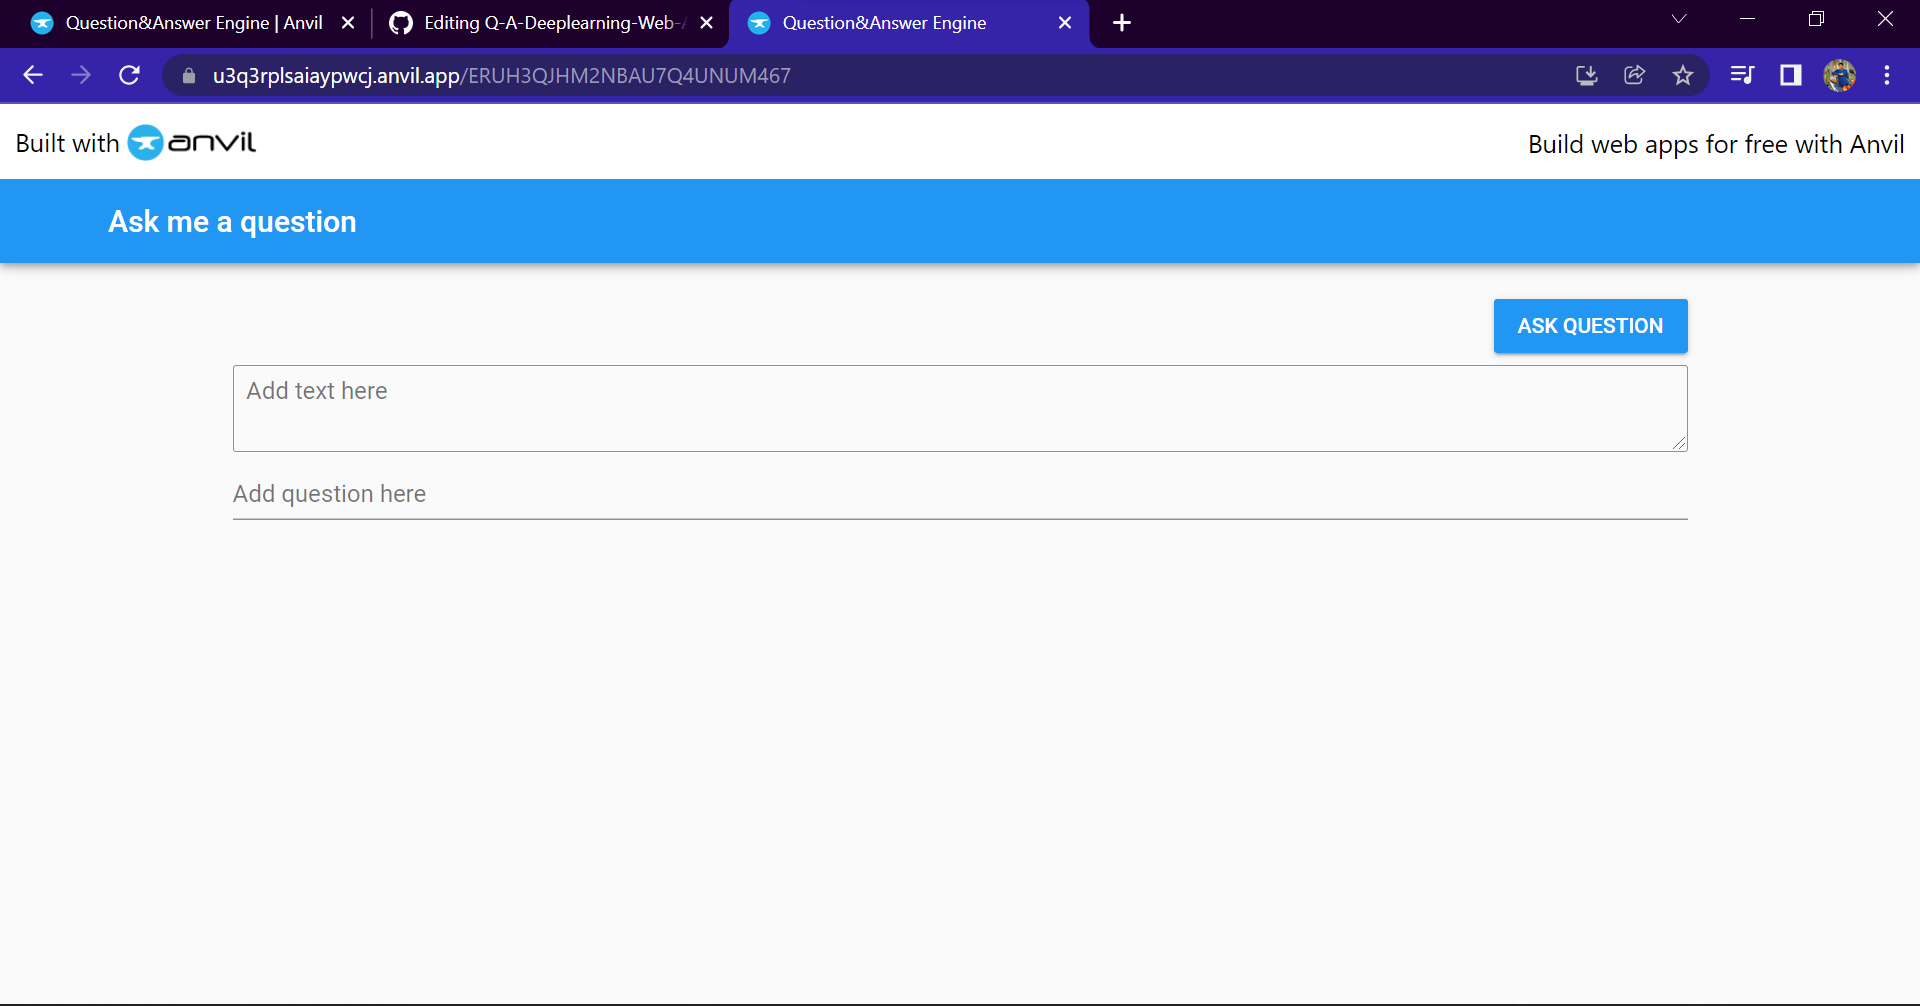 Question&Answer Engine | Anvil
Editing Q-A-Deeplearning-Web-
Question&Answer Engine
u3q3rplsaiaypwcj.anvil.app/ERUH3QJHM2NBAU7Q4UNUM467
Built with anvil
Build web apps for free with Anvil
Ask me a question
ASK QUESTION
Add text here
Add question here